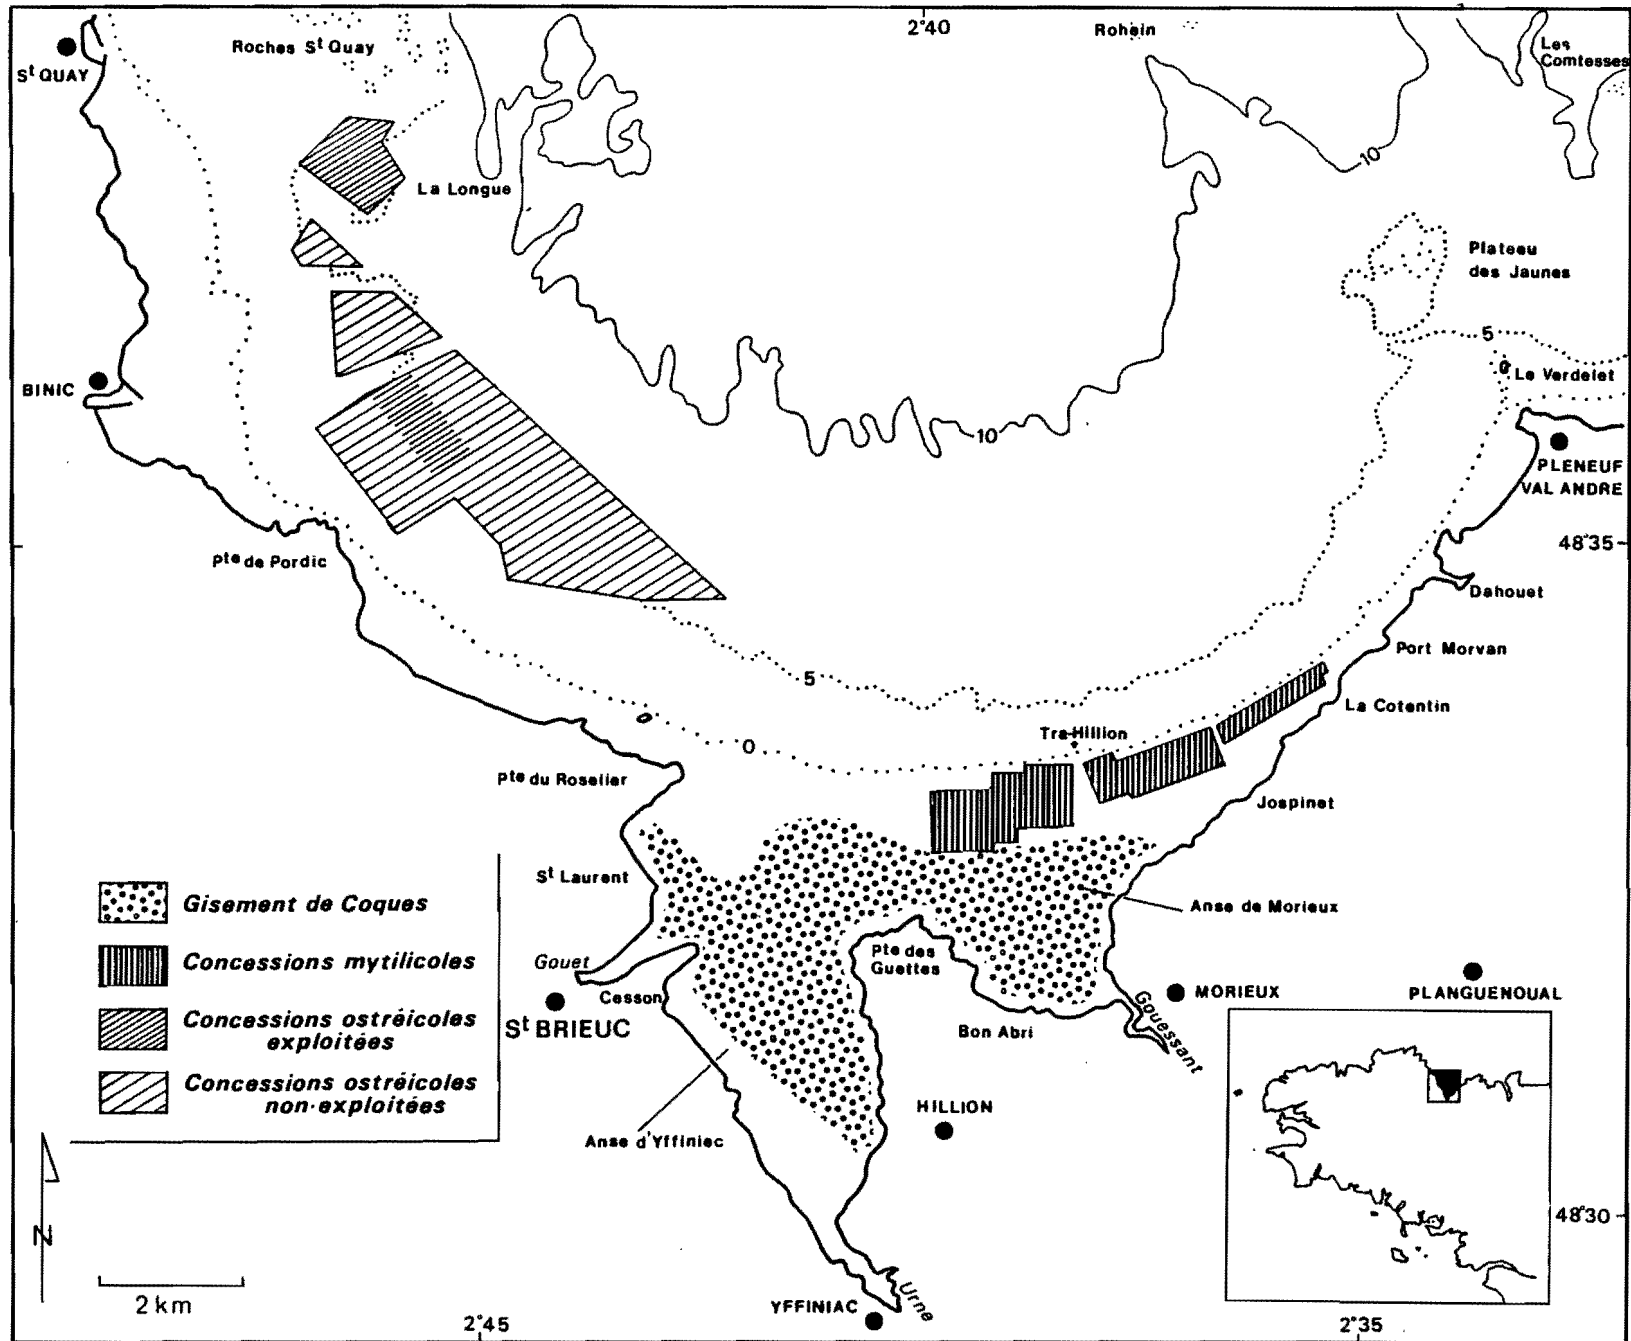 2°40
Rohein
Roches St Quay
Les
Comtesses
St QUAY
10
La Longue
Plateau
des Jaunes
5
0
Le Verdelet
BINIC
10
PLENEUF
VAL ANDRE
48°35
Pte de Pordic
Dahouet
Port Morvan
5
La Cotentin
0
0
Tra-Hillion
Pte du Roselier
Jospinet
St Laurent
Gisement de Coques
Anse de Morieux
Concessions mytilicoles
Gouet
Pte des
Guettes
Cesson
MORIEUX
PLANGUENOUAL
Concessions ostréicoles
exploitées
St BRIEUC
Bon Abri
Gouessant
Concessions ostréicoles
non-exploitées
HILLION
Anse d'Yffiniec
N
48°30
2 km
YFFINIAC
Urne
2°45
2°35